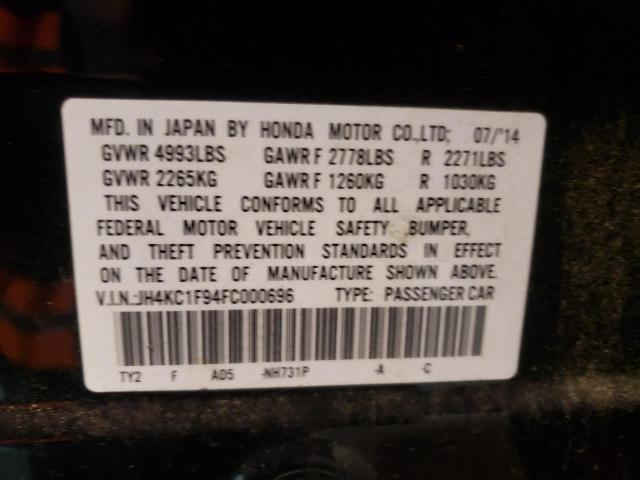 MFD. IN JAPAN BY HONDA MOTOR CO.,LTD; 07/'14
GVWR 4993LBS GAWR F 2778LBS R 2271LBS
GVWR 2265KG GAWR F 1260KG R 1030KG
THIS VEHICLE CONFORMS TO ALL APPLICABLE
FEDERAL MOTOR VEHICLE SAFETY ,BUMPER,
AND THEFT PREVENTION STANDARDS IN EFFECT
ON THE DATE OF MANUFACTURE SHOWN ABOVE.
V.I.N.:JH4KC1F94FC000696 TYPE: PASSENGER CAR
TY2 F AD5 -NH731P -A -C